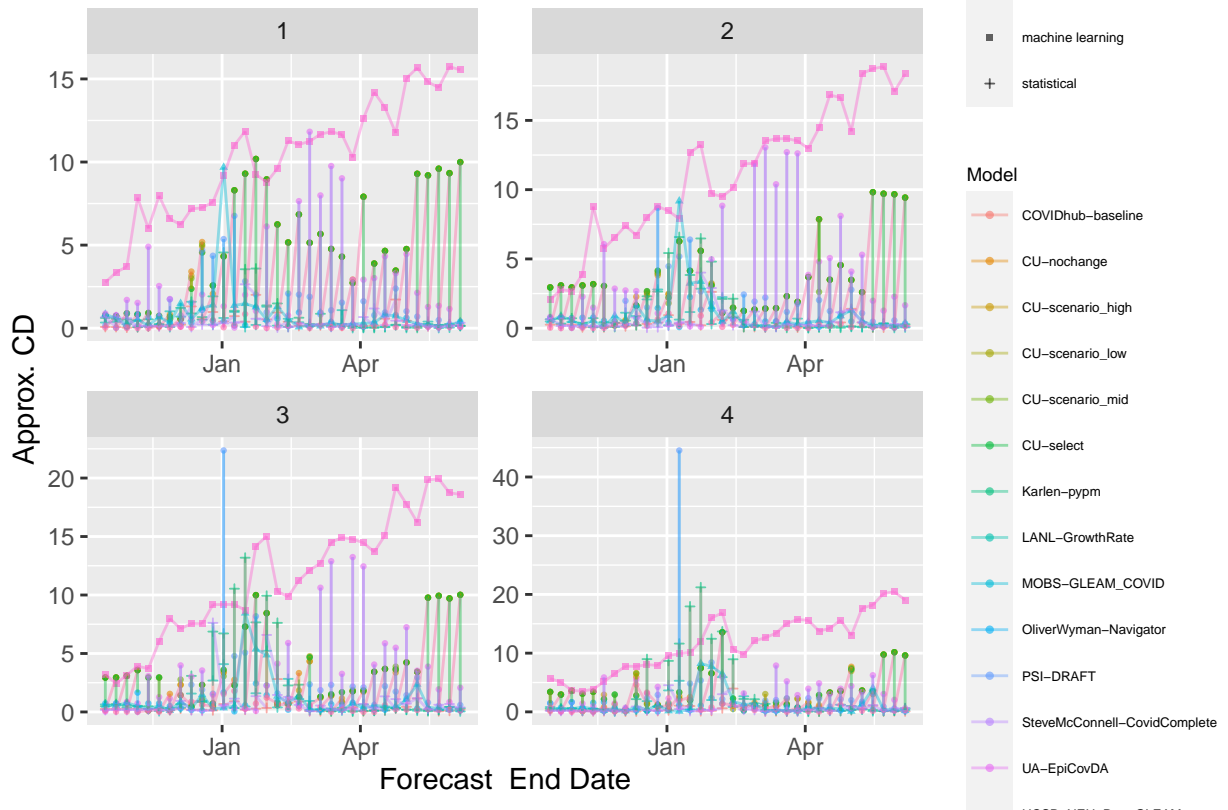 1
2
15
10
5
0
Jan
Apr
15
10
5
0
Jan
Apr
3
4
20
15
10
5
0
Jan
Apr
40
30
20
10
0
Jan
Apr
Approx. CD
Forecast End Date
machine learning
statistical
Model
COVIDhub−baseline
CU−nochange
CU−scenario_high
CU−scenario_low
CU−scenario_mid
CU−select
Karlen−pypm
LANL−GrowthRate
MOBS−GLEAM_COVID
OliverWyman−Navigator
PSI−DRAFT
SteveMcConnell−CovidComplete
UA−EpiCovDA